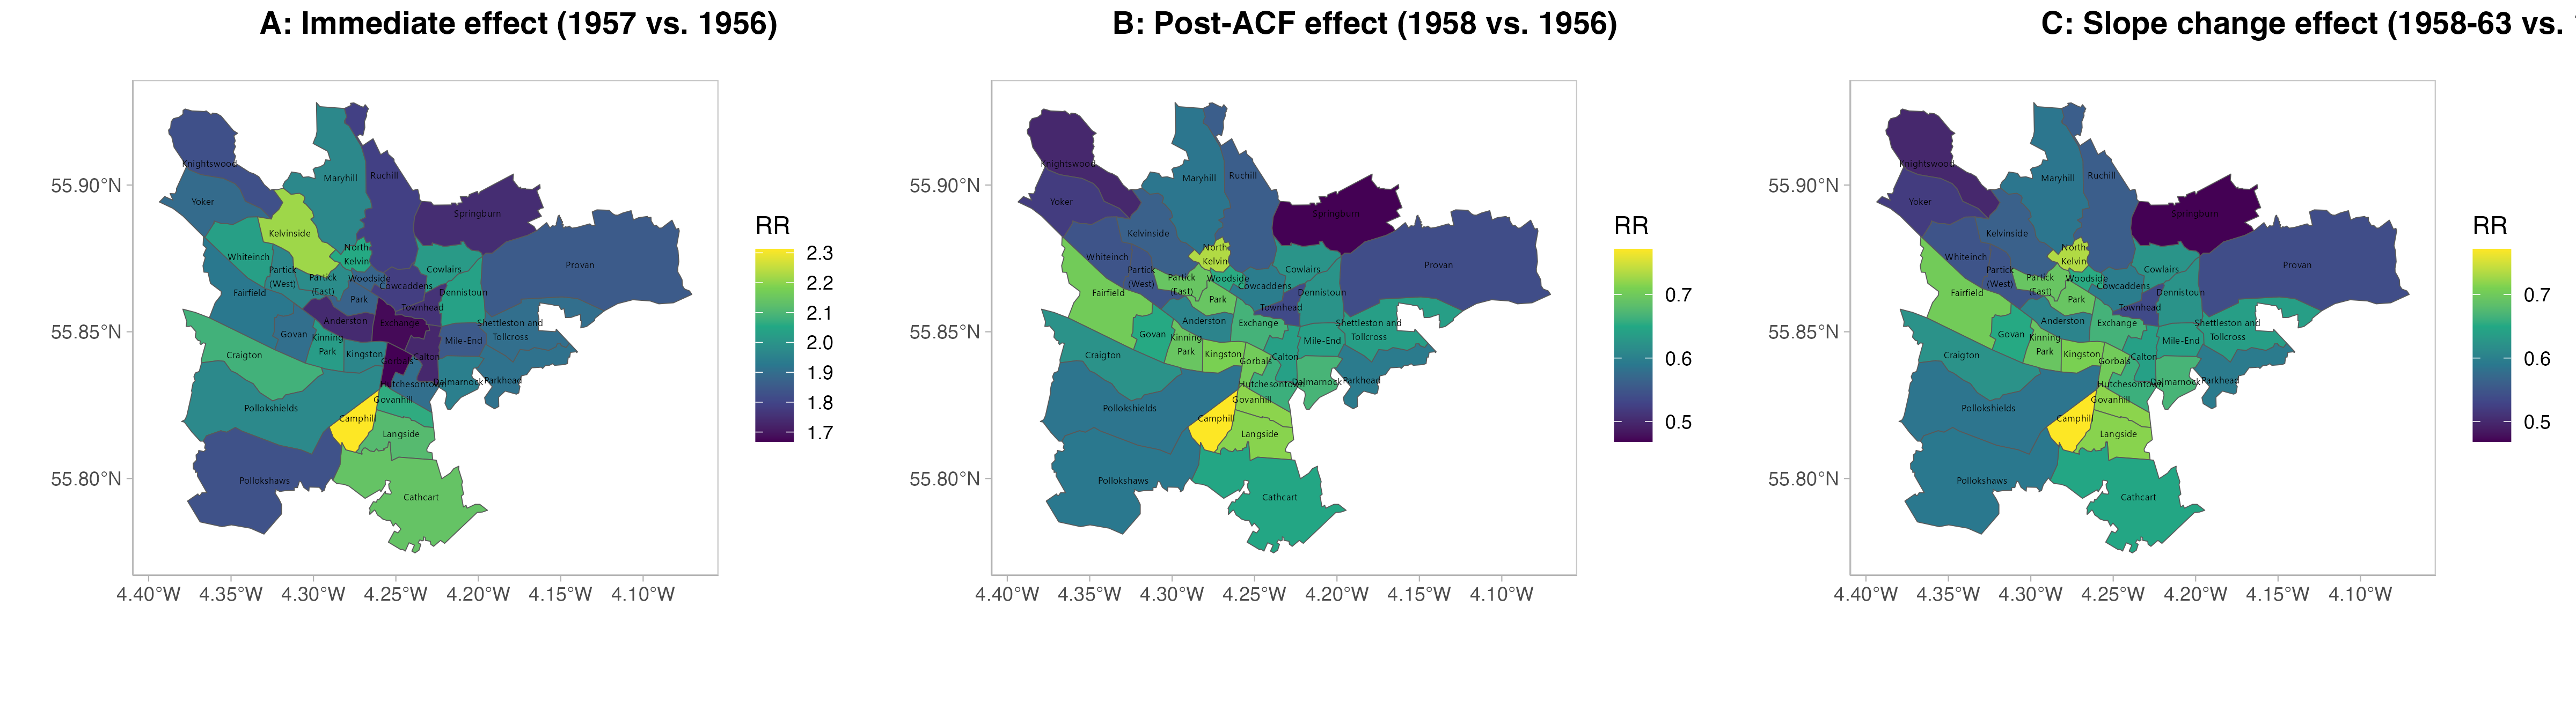 A: Immediate effect (1957 vs. 1956)
55.90°N
55.85°N
55.80°N
4.40°W 4.35°W 4.30°W 4.25°W 4.20°W 4.15°W 4.10°W
Knightswood
Yoker
Maryhill
Ruchill
Springburn
Kelvinside
North
Kelvin
Whiteinch
Partick
(West)
Partick
(East)
Woodside
Cowcaddens
Cowlairs
Provan
Fairfield
Park
Townhead
Dennistoun
Anderston
Exchange
Shettleston and
Tollcross
Govan
Kinning
Park
Kingston
Gorbals
Calton
Mile-End
Craigton
Hutchesontown
Dalmarnock
Parkhead
Govanhill
Pollokshields
Camphill
Langside
Pollokshaws
Cathcart
RR
2.3
2.2
2.1
2.0
1.9
1.8
1.7
B: Post-ACF effect (1958 vs. 1956)
55.90°N
55.85°N
55.80°N
4.40°W 4.35°W 4.30°W 4.25°W 4.20°W 4.15°W 4.10°W
Knightswood
Yoker
Maryhill
Ruchill
Springburn
Kelvinside
North
Kelvin
Whiteinch
Partick
(West)
Partick
(East)
Woodside
Cowcaddens
Cowlairs
Provan
Fairfield
Park
Townhead
Dennistoun
Anderston
Exchange
Shettleston and
Tollcross
Govan
Kinning
Park
Kingston
Gorbals
Calton
Mile-End
Craigton
Hutchesontown
Dalmarnock
Parkhead
Govanhill
Pollokshields
Camphill
Langside
Pollokshaws
Cathcart
RR
0.7
0.6
0.5
C: Slope change effect (1958-63 vs.
55.90°N
55.85°N
55.80°N
4.40°W 4.35°W 4.30°W 4.25°W 4.20°W 4.15°W 4.10°W
Knightswood
Yoker
Maryhill
Ruchill
Springburn
Kelvinside
North
Kelvin
Whiteinch
Partick
(West)
Partick
(East)
Woodside
Cowcaddens
Cowlairs
Provan
Fairfield
Park
Townhead
Dennistoun
Anderston
Exchange
Shettleston and
Tollcross
Govan
Kinning
Park
Kingston
Gorbals
Calton
Mile-End
Craigton
Hutchesontown
Dalmarnock
Parkhead
Govanhill
Pollokshields
Camphill
Langside
Pollokshaws
Cathcart
RR
0.7
0.6
0.5